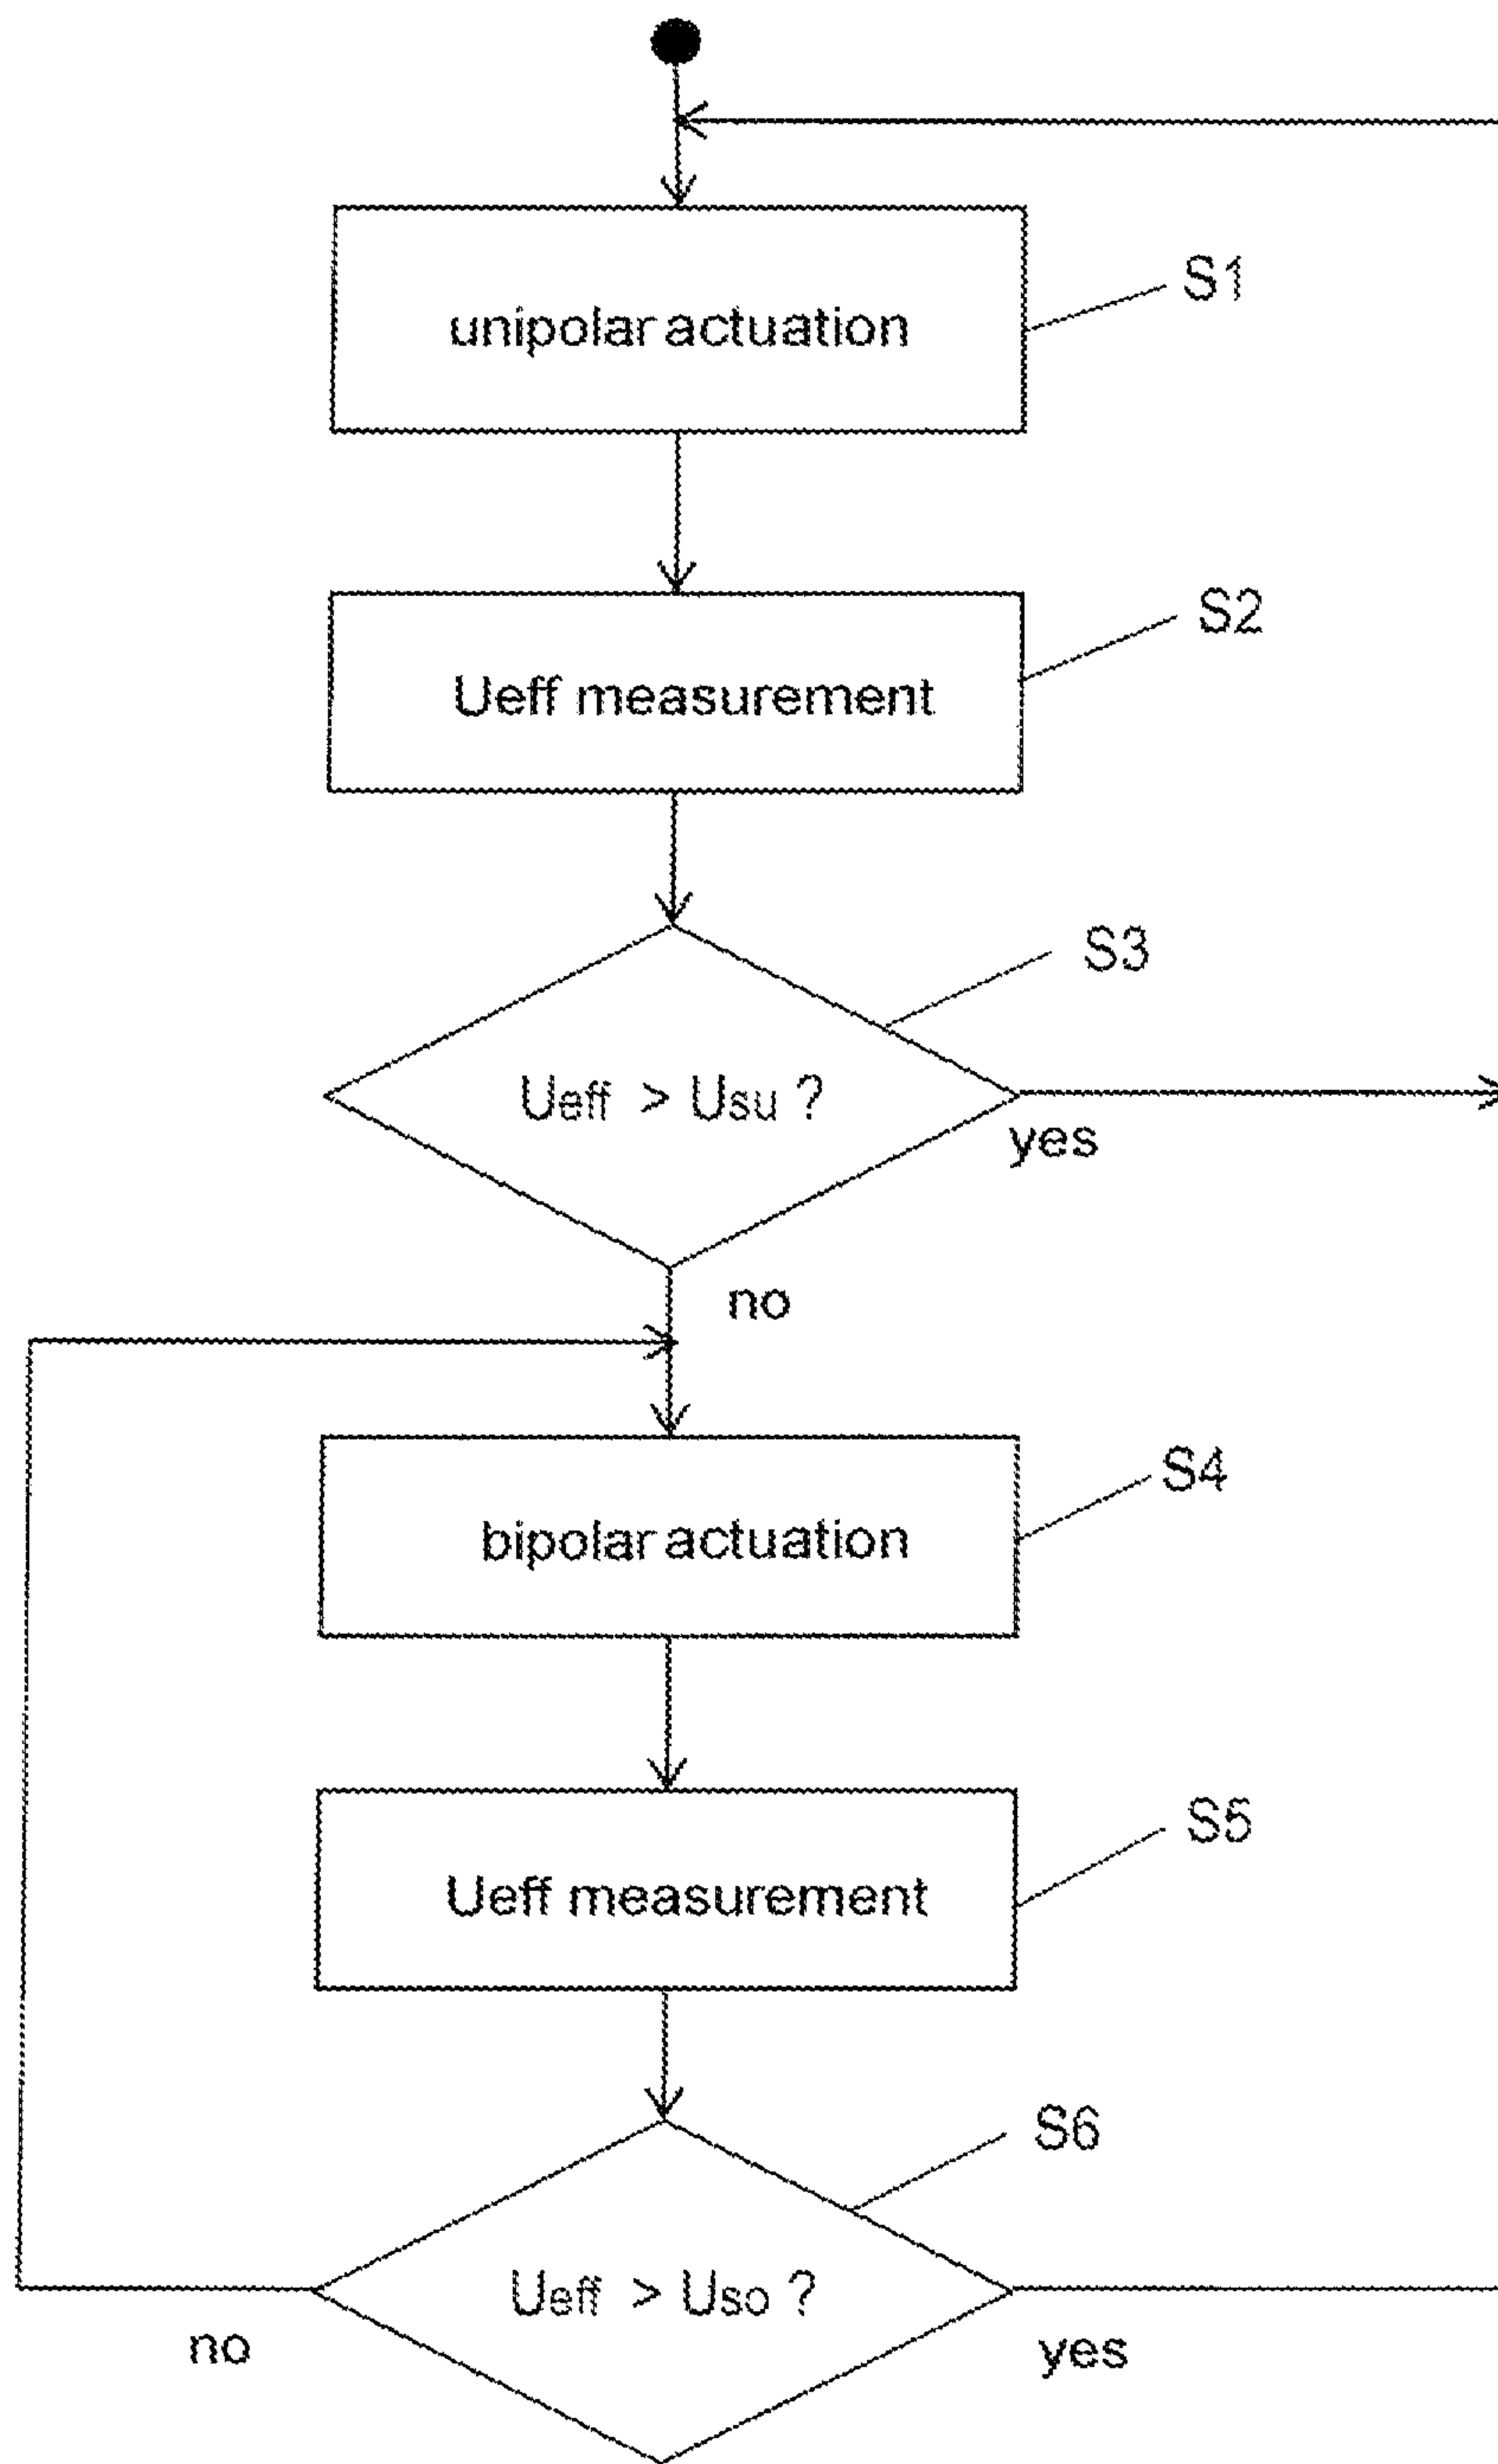 S1
unipolar actuation
S2
Ueff measurement
S3
Ueff > Usu ?
yes
no
S4
bipolar actuation
S5
Ueff measurement
S6
Ueff > Uso ?
no
yes